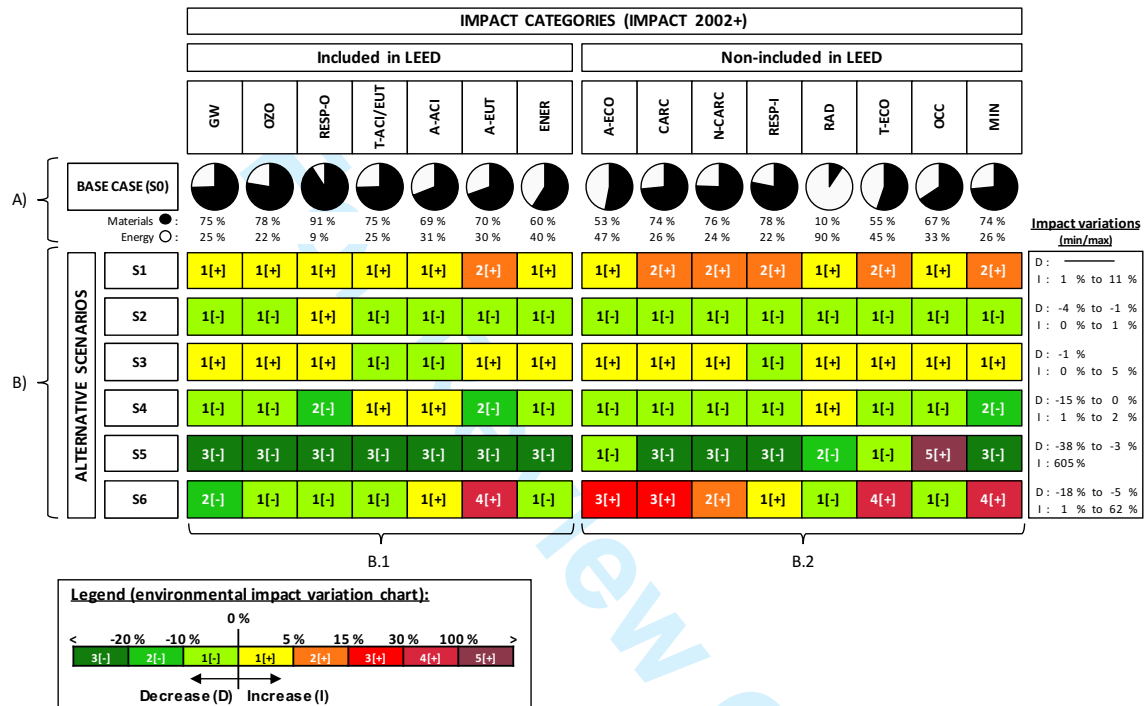 IMPACT CATEGORIES (IMPACT 2002+)
Included in LEED Non-included in LEED
GW OZO RESP-O T-ACI/EUT A-ACI A-EUT ENER A-ECO CARC N-CARC RESP-I RAD T-ECO OCC MIN
A) BASE CASE (S0)
Materials : 75 % 78 % 91 % 75 % 69 % 70 % 60 % 53 % 74 % 76 % 78 % 10 % 55 % 67 % 74 %
Energy : 25 % 22 % 9 % 25 % 31 % 30 % 40 % 47 % 26 % 24 % 22 % 90 % 45 % 33 % 26 %
Impact variations
(min/max)
B) ALTERNATIVE SCENARIOS
S1 1[+] 1[+] 1[+] 1[+] 1[+] 2[+] 1[+] 1[+] 2[+] 2[+] 2[+] 1[+] 2[+] 1[+] 2[+]
D :
I : 1 % to 11 %
S2 1[-] 1[-] 1[+] 1[-] 1[-] 1[-] 1[-] 1[-] 1[-] 1[-] 1[-] 1[-] 1[-] 1[-] 1[-]
D : -4 % to -1 %
I : 0 % to 1 %
S3 1[+] 1[+] 1[+] 1[-] 1[-] 1[+] 1[+] 1[+] 1[+] 1[+] 1[-] 1[+] 1[+] 1[+] 1[+]
D : -1 %
I : 0 % to 5 %
S4 1[-] 1[-] 2[-] 1[+] 1[+] 2[-] 1[-] 1[-] 1[-] 1[-] 1[-] 1[+] 1[-] 1[-] 2[-]
D : -15 % to 0 %
I : 1 % to 2 %
S5 3[-] 3[-] 3[-] 3[-] 3[-] 3[-] 3[-] 1[-] 3[-] 3[-] 3[-] 2[-] 1[-] 5[+] 3[-]
D : -38 % to -3 %
I : 605 %
S6 2[-] 1[-] 1[-] 1[-] 1[+] 4[+] 1[-] 3[+] 3[+] 2[+] 1[+] 1[-] 4[+] 1[-] 4[+]
D : -18 % to -5 %
I : 1 % to 62 %
B.1 B.2
Legend (environmental impact variation chart):
0 %
< -20 % -10 % 5 % 15 % 30 % 100 % >
3[-] 2[-] 1[-] 1[+] 2[+] 3[+] 4[+] 5[+]
Decrease (D) Increase (I)